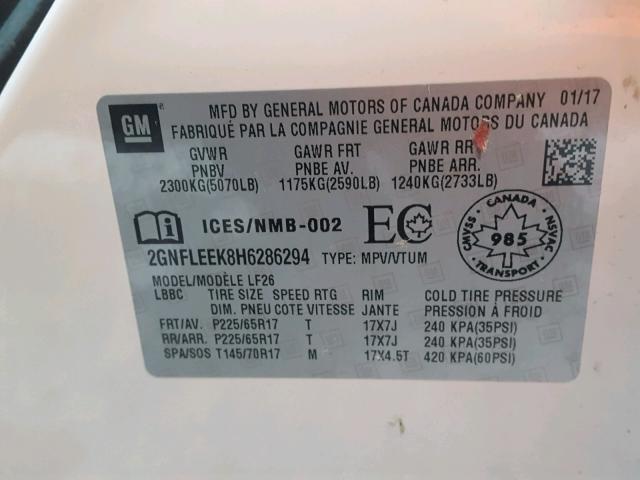 GM
MFD BY GENERAL MOTORS OF CANADA COMPANY 01/17
FABRIQUÉ PAR LA COMPAGNIE GENERAL MOTORS DU CANADA
GVWR GAWR FRT GAWR RR
PNBV PNBE AV. PNBE ARR.
2300KG(5070LB) 1175KG(2590LB) 1240KG(2733LB)
i ICES/NMB-002 EC
CANADA
CMVSS 985 NSVAC
TRANSPORT
2GNFLEEK8H6286294 TYPE: MPV/VTUM
MODEL/MODÈLE LF26
LBBC TIRE SIZE SPEED RTG RIM COLD TIRE PRESSURE
DIM. PNEU COTE VITESSE JANTE PRESSION À FROID
FRT/AV. P225/65R17 T 17X7J 240 KPA(35PSI)
RR/ARR. P225/65R17 T 17X7J 240 KPA(35PSI)
SPA/SOS T145/70R17 M 17X4.5T 420 KPA(60PSI)